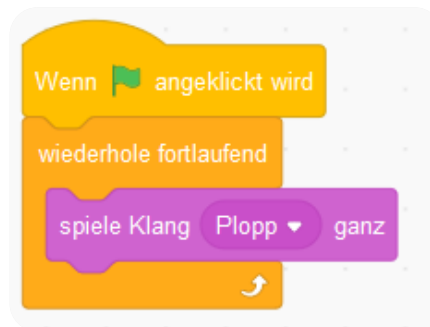 Wenn angeklickt wird
wiederhole fortlaufend
spiele Klang Plopp ganz